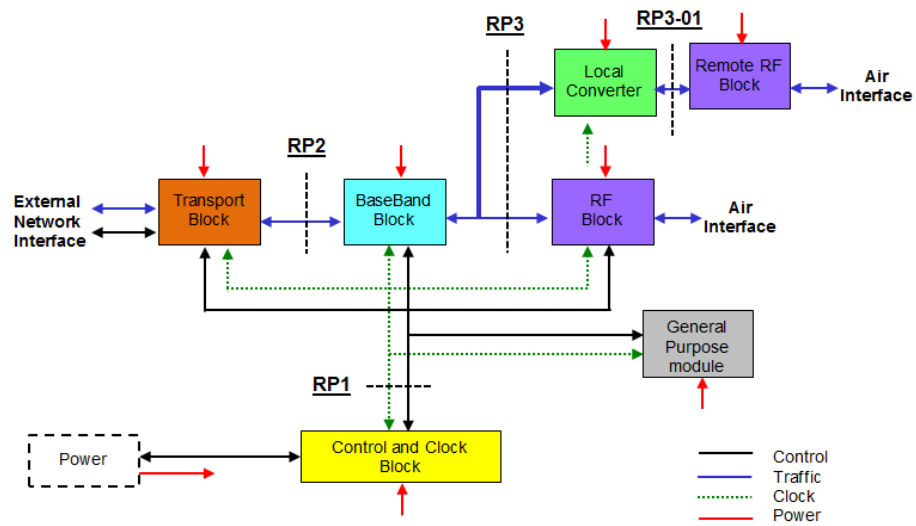 RP3
RP3-01
Local
Converter
Remote RF
Block
Air
Interface
RP2
External
Network
Interface
Transport
Block
BaseBand
Block
RF
Block
Air
Interface
General
Purpose
module
RP1
Power
Control and Clock
Block
Control
Traffic
Clock
Power